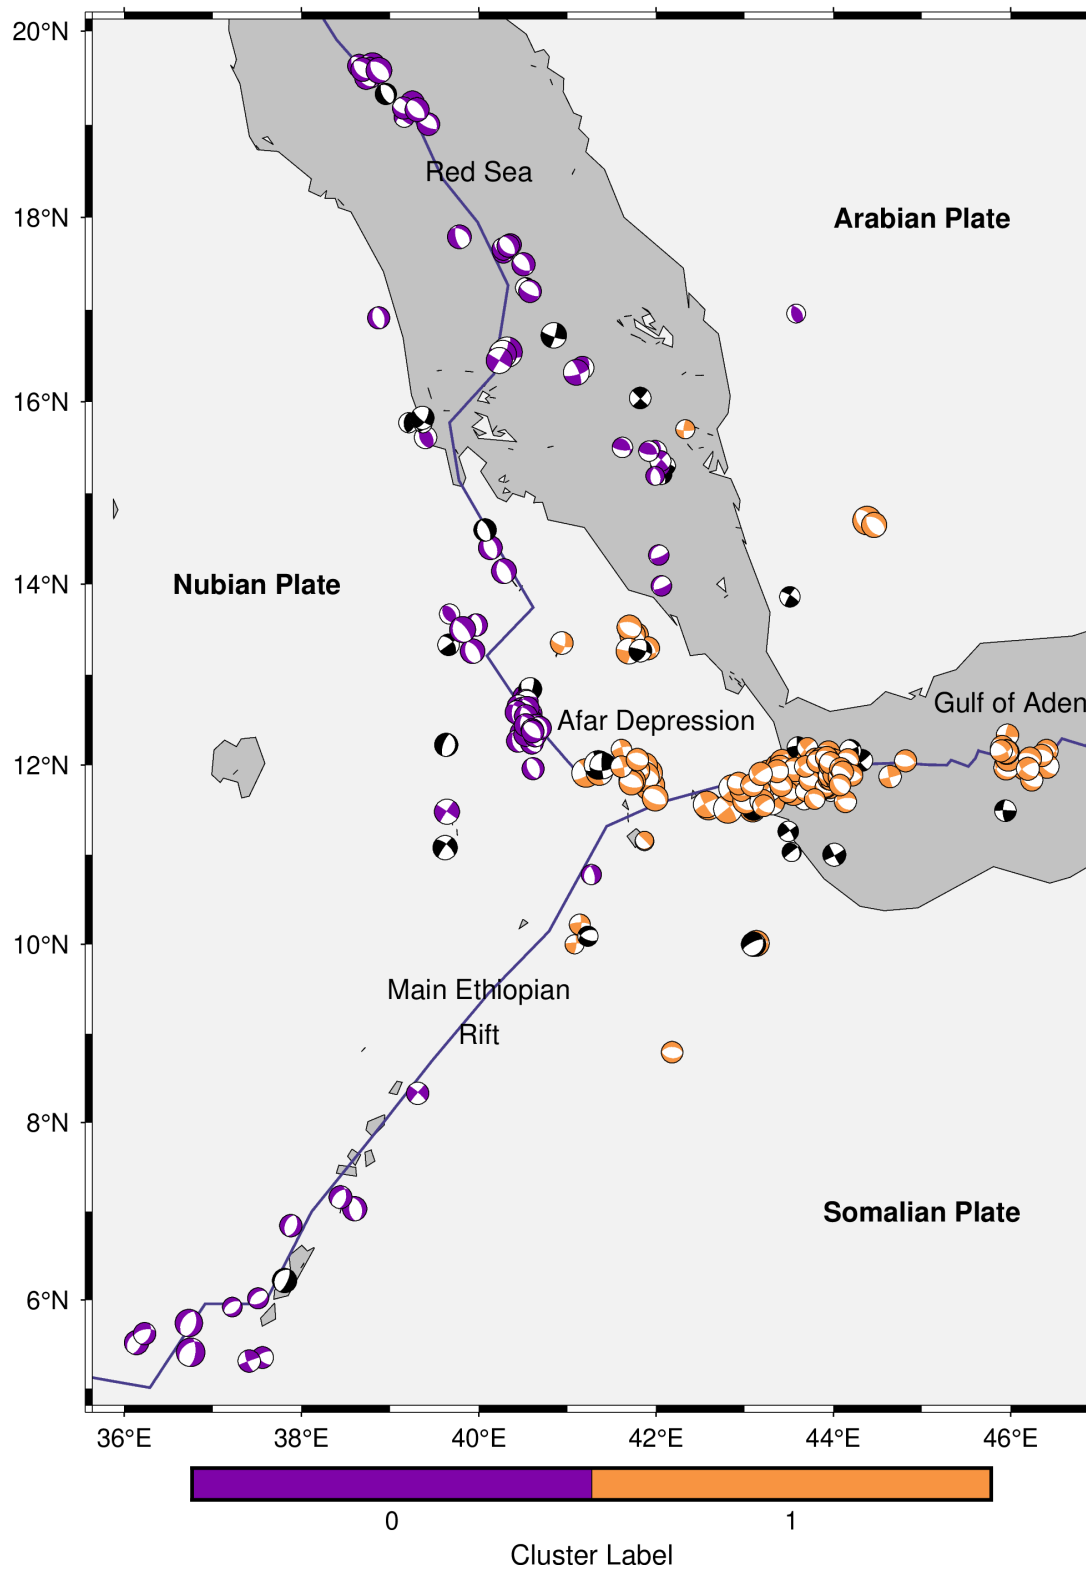 20°N
Red Sea
18°N
Arabian Plate
16°N
14°N
Nubian Plate
Gulf of Aden
Afar Depression
12°N
10°N
Main Ethiopian
Rift
8°N
Somalian Plate
6°N
36°E 38°E 40°E 42°E 44°E 46°E
0 1
Cluster Label